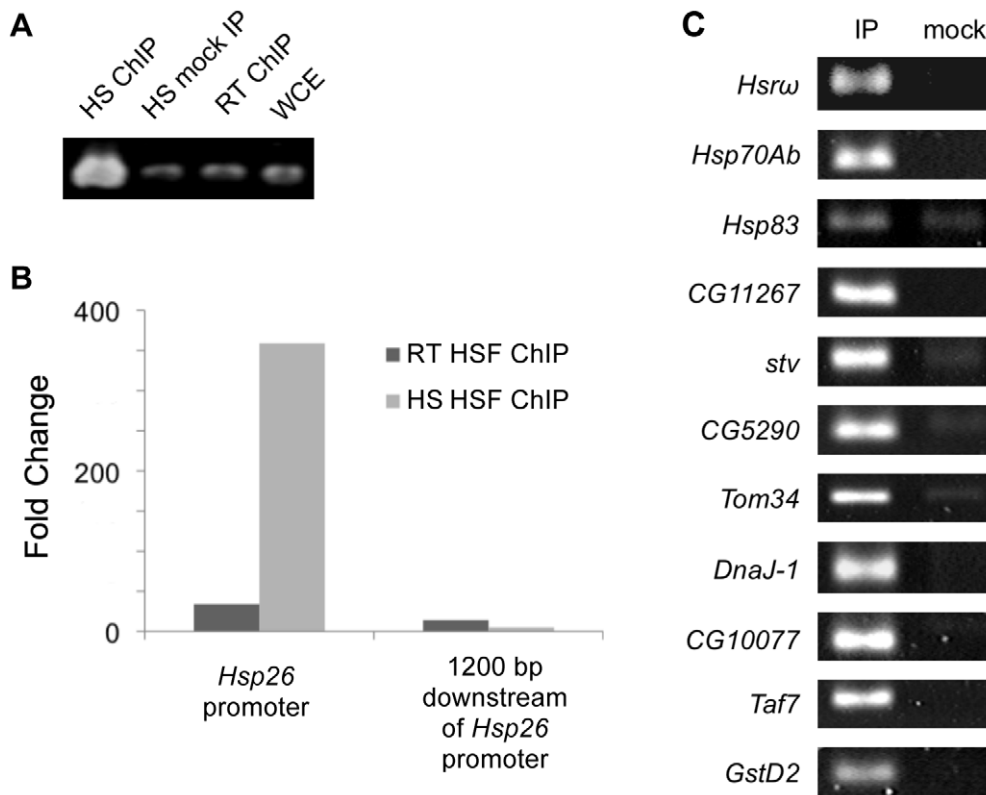 A
HS ChIP
HS mock IP
RT ChIP
WCE
B
Fold Change
400
200
0
RT HSF ChIP
HS HSF ChIP
Hsp26
promoter
1200 bp
downstream
of Hsp26
promoter
C
IP mock
Hsrω
Hsp70Ab
Hsp83
CG11267
stv
CG5290
Tom34
DnaJ-1
CG10077
Taf7
GstD2